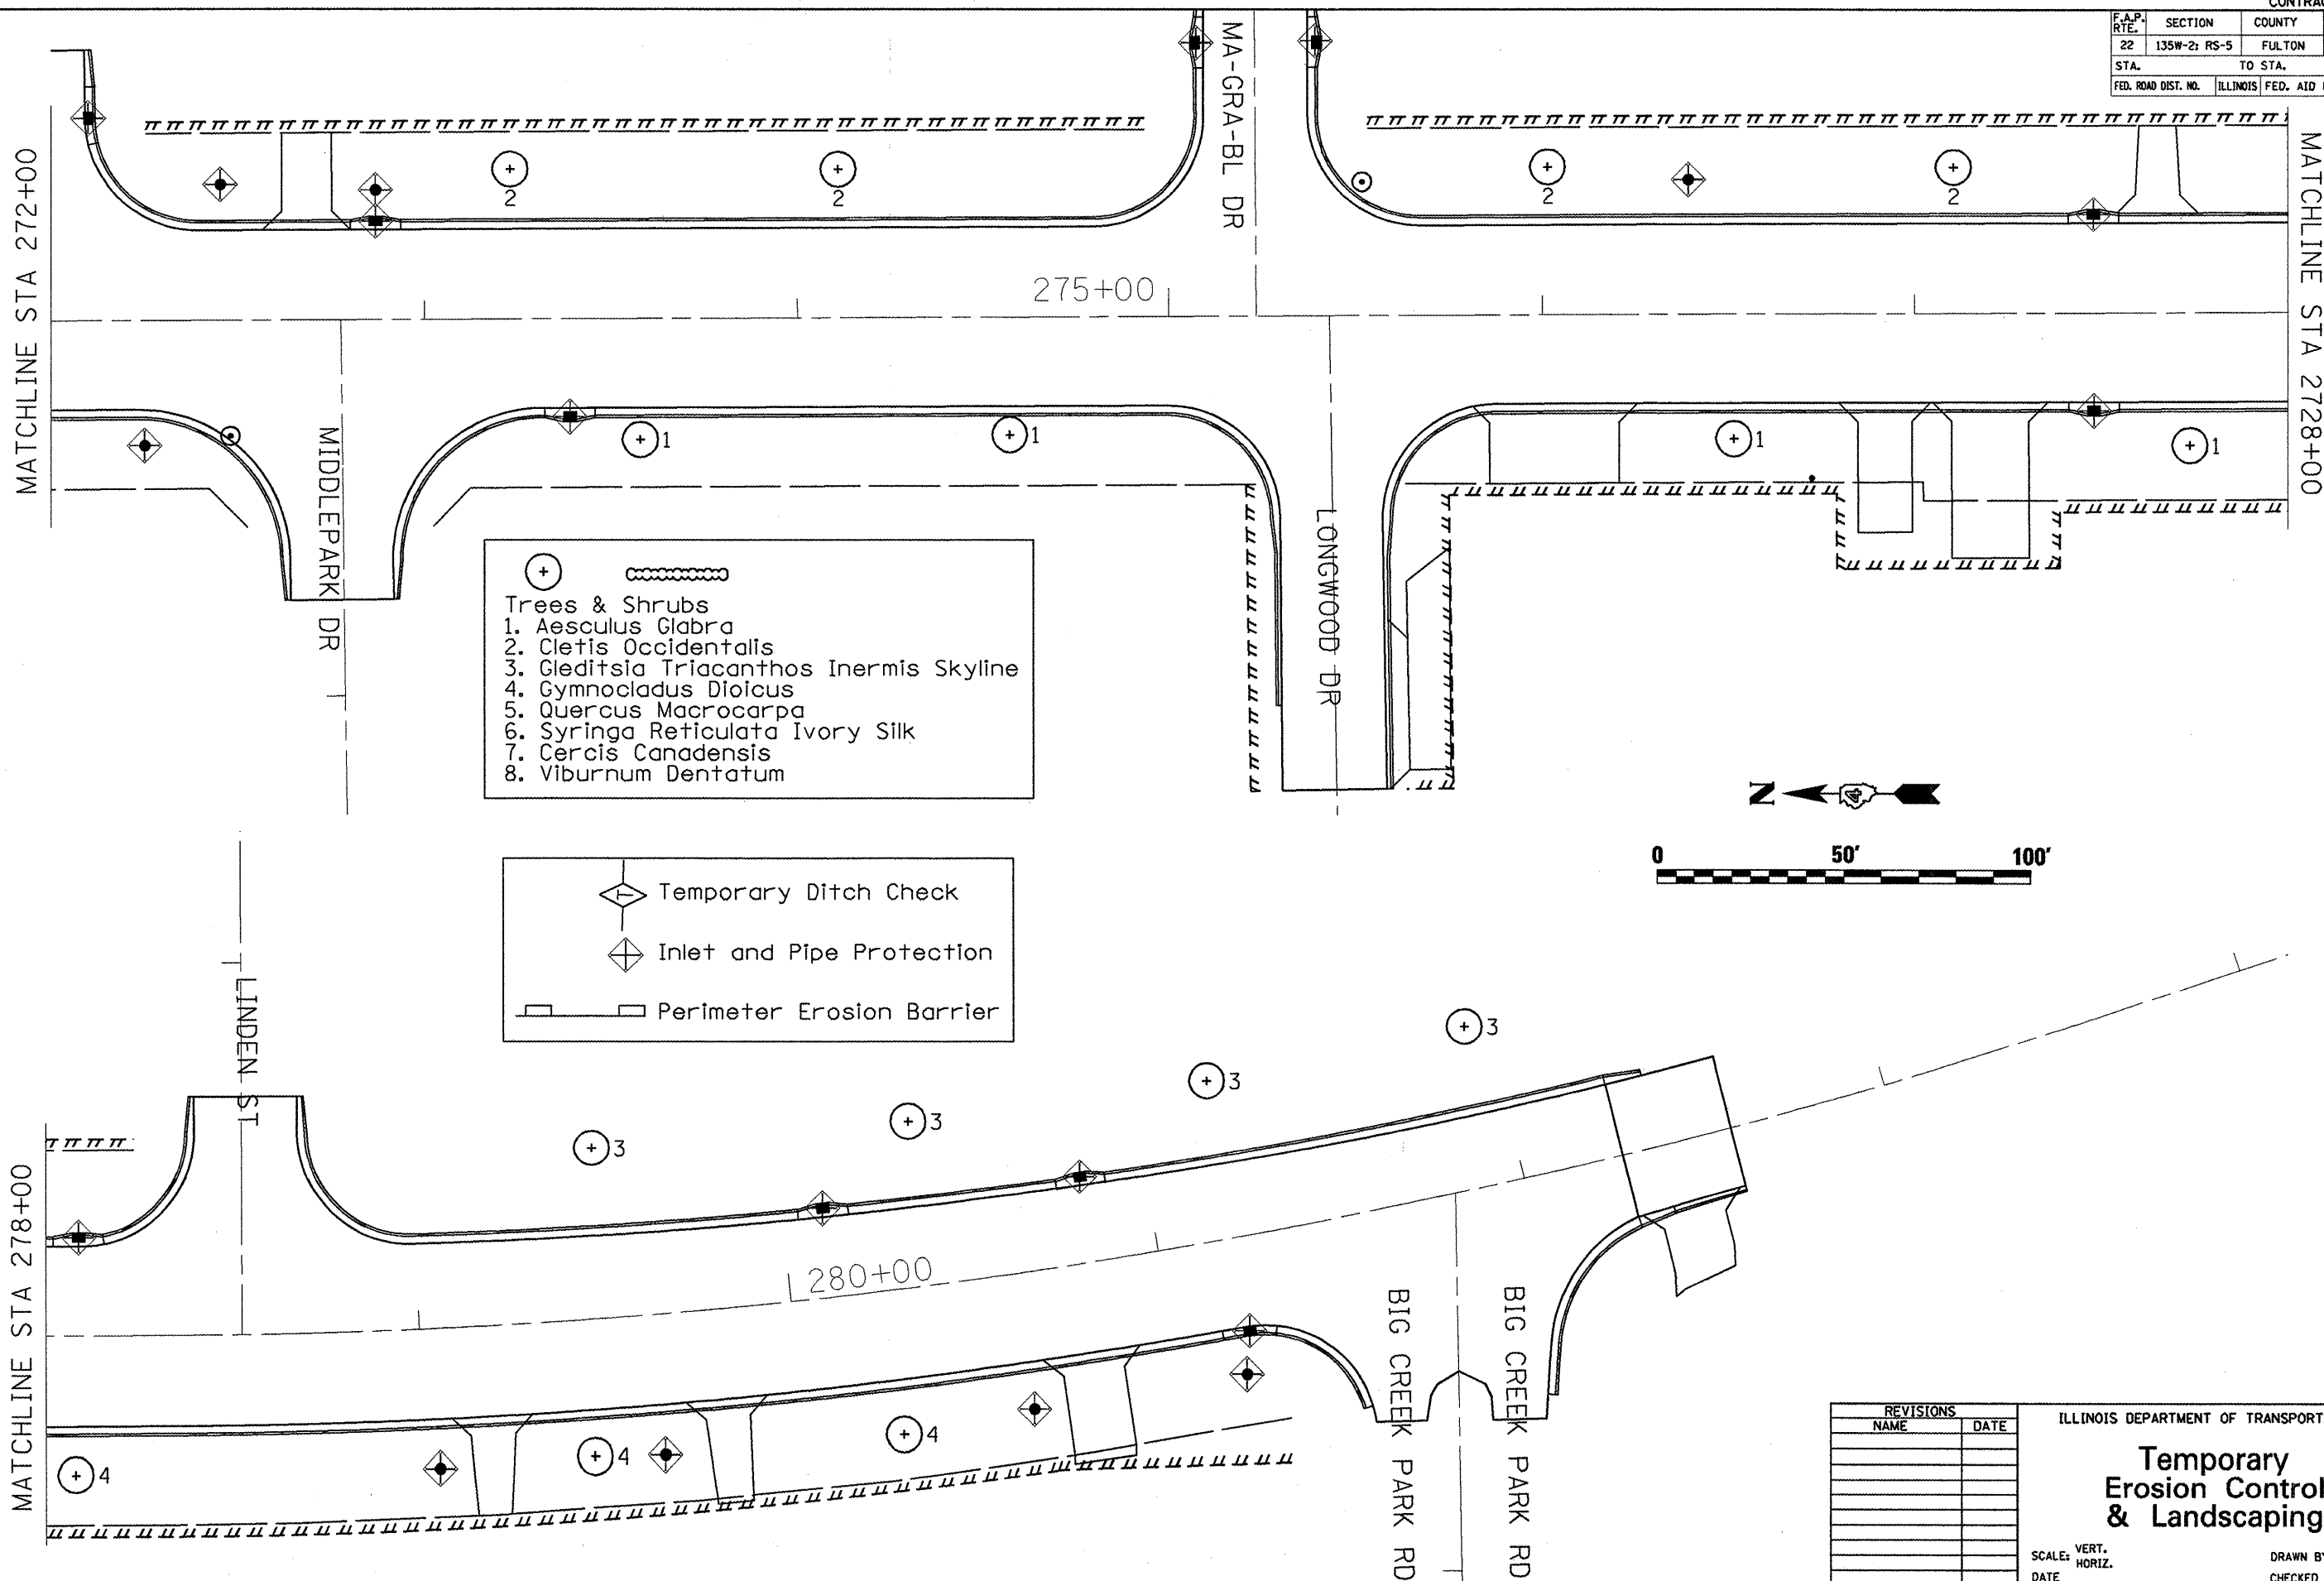 CONTRA
F.A.P. RTE. SECTION COUNTY
22 135W-2; RS-5 FULTON
STA. TO STA.
FED. ROAD DIST. NO. ILLINOIS FED. AID
MATCHLINE STA 272+00
MA-GRA-BL DR
MATCHLINE STA 2728+00
2
2
2
2
275+00
MIDDLEPARK DR
1
1
1
1
LONGWOOD DR
Trees & Shrubs
1. Aesculus Glabra
2. Cletis Occidentalis
3. Gleditsia Triacanthos Inermis Skyline
4. Gymnocladus Dioicus
5. Quercus Macrocarpa
6. Syringa Reticulata Ivory Silk
7. Cercis Canadensis
8. Viburnum Dentatum
N
4
0 50' 100'
T Temporary Ditch Check
Inlet and Pipe Protection
Perimeter Erosion Barrier
LINDEN ST
3
3
3
3
MATCHLINE STA 278+00
280+00
4
4
4
BIG CREEK PARK RD
BIG CREEK PARK RD
REVISIONS
NAME DATE
ILLINOIS DEPARTMENT OF TRANSPORT
Temporary
Erosion Control
& Landscaping
SCALE: VERT.
HORIZ.
DATE
DRAWN BY
CHECKED